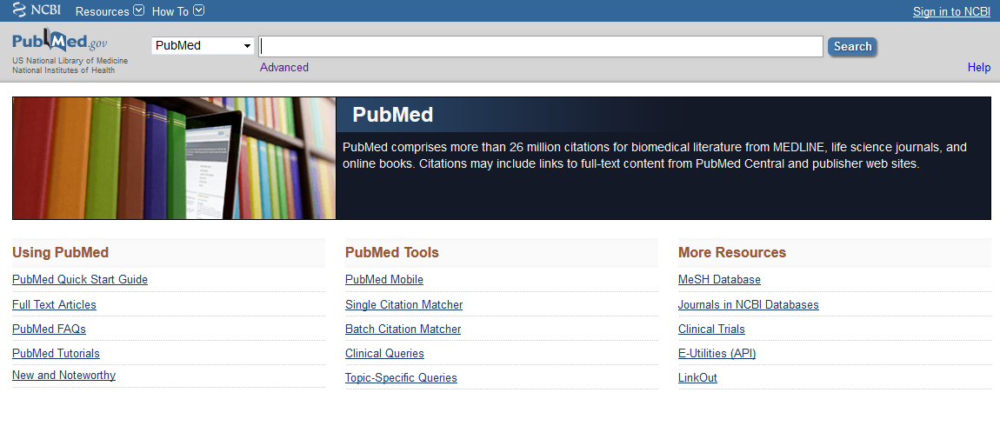 NCBI Resources How To Sign in to NCBI
PubMed.gov
US National Library of Medicine
National Institutes of Health
PubMed
Search
Advanced
Help
PubMed
PubMed comprises more than 26 million citations for biomedical literature from MEDLINE, life science journals, and
online books. Citations may include links to full-text content from PubMed Central and publisher web sites.
Using PubMed
PubMed Quick Start Guide
Full Text Articles
PubMed FAQs
PubMed Tutorials
New and Noteworthy
PubMed Tools
PubMed Mobile
Single Citation Matcher
Batch Citation Matcher
Clinical Queries
Topic-Specific Queries
More Resources
MeSH Database
Journals in NCBI Databases
Clinical Trials
E-Utilities (API)
LinkOut